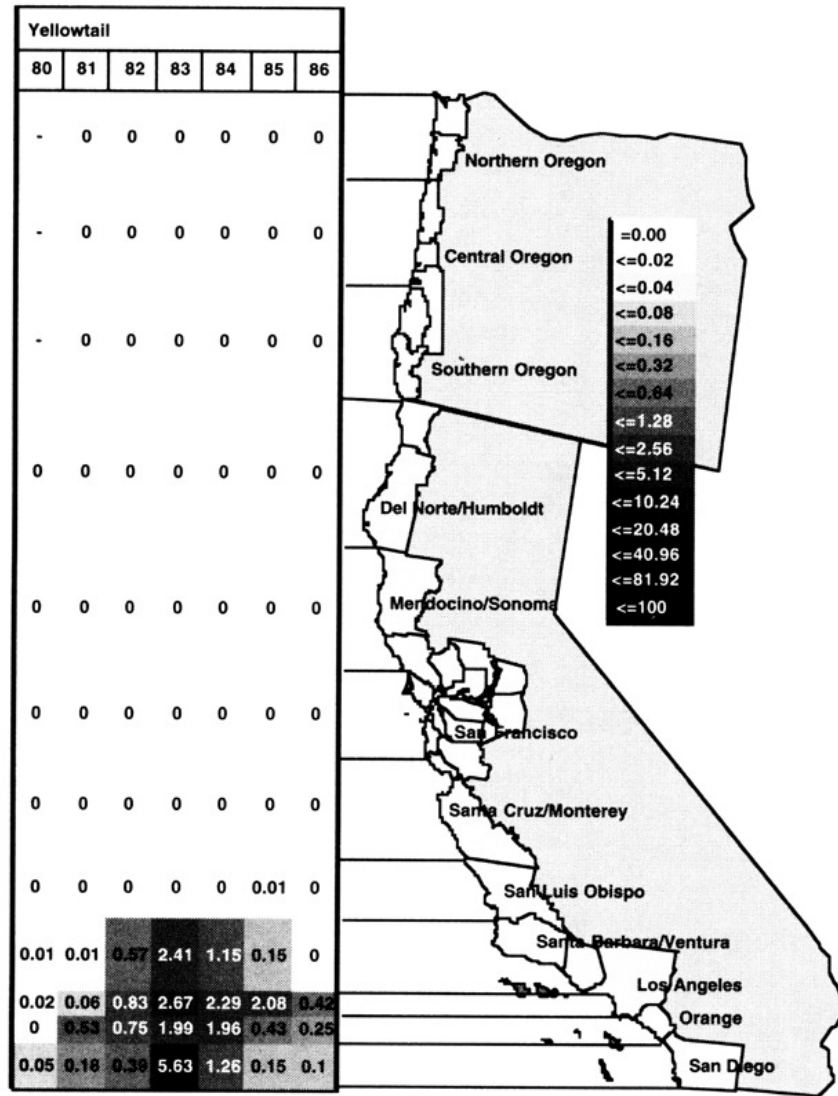 Yellowtail
80 81 82 83 84 85 86
- 0 0 0 0 0 0
Northern Oregon
- 0 0 0 0 0 0
Central Oregon
- 0 0 0 0 0 0
Southern Oregon
0 0 0 0 0 0 0
Del Norte/Humboldt
0 0 0 0 0 0 0
Mendocino/Sonoma
0 0 0 0 0 0 0
San Francisco
0 0 0 0 0 0 0
Santa Cruz/Monterey
0 0 0 0 0 0.01 0
San Luis Obispo
0.01 0.01 0.57 2.41 1.15 0.15 0
Santa Barbara/Ventura
0.02 0.06 0.83 2.67 2.29 2.08 0.42
Los Angeles
0 0.53 0.75 1.99 1.96 0.43 0.25
Orange
0.05 0.18 0.39 5.63 1.26 0.15 0.1
San Diego
=0.00
<=0.02
<=0.04
<=0.08
<=0.16
<=0.32
<=0.64
<=1.28
<=2.56
<=5.12
<=10.24
<=20.48
<=40.96
<=81.92
<=100